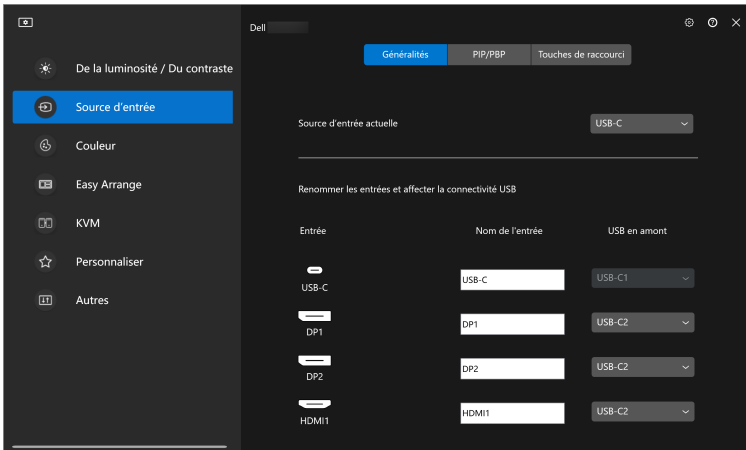 Dell
De la luminosité / Du contraste
Source d'entrée
Couleur
Easy Arrange
KVM
Personnaliser
Autres
Généralités PIP/PBP Touches de raccourci
Source d'entrée actuelle USB-C
Renommer les entrées et affecter la connectivité USB
Entrée Nom de l'entrée USB en amont
USB-C USB-C USB-C1
DP1 DP1 USB-C2
DP2 DP2 USB-C2
HDMI1 HDMI1 USB-C2